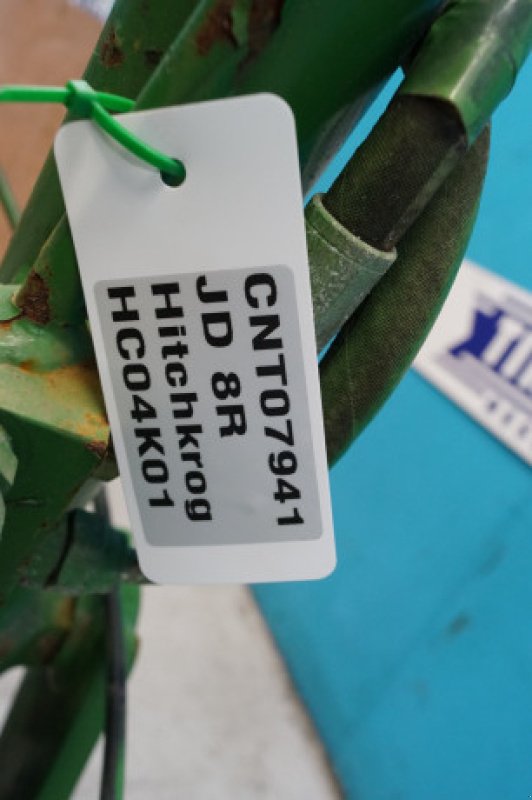 CNT07941
JD 8R
Hitchkrog
HC04K01